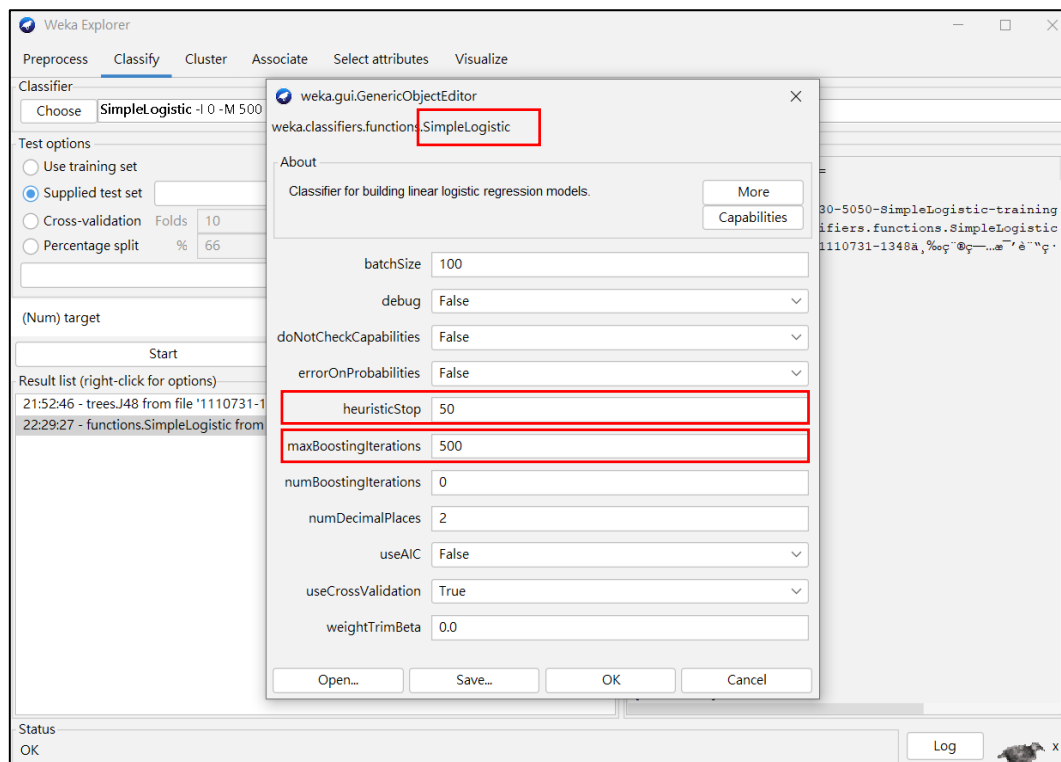 Weka Explorer
Preprocess Classify Cluster Associate Select attributes Visualize
Classifier
Choose SimpleLogistic -I 0 -M 500
Test options
Use training set
Supplied test set
Cross-validation Folds 10
Percentage split % 66
(Num) target
Start
Result list (right-click for options)
21:52:46 - trees.J48 from file '1110731-1
22:29:27 - functions.SimpleLogistic from
weka.gui.GenericObjectEditor
weka.classifiers.functions.SimpleLogistic
About
Classifier for building linear logistic regression models.
More
Capabilities
batchSize 100
debug False
doNotCheckCapabilities False
errorOnProbabilities False
heuristicStop 50
maxBoostingIterations 500
numBoostingIterations 0
numDecimalPlaces 2
useAIC False
useCrossValidation True
weightTrimBeta 0.0
Open... Save... OK Cancel
=
30-5050-SimpleLogistic-training
ifiers.functions.SimpleLogistic
Status
OK
Log
x